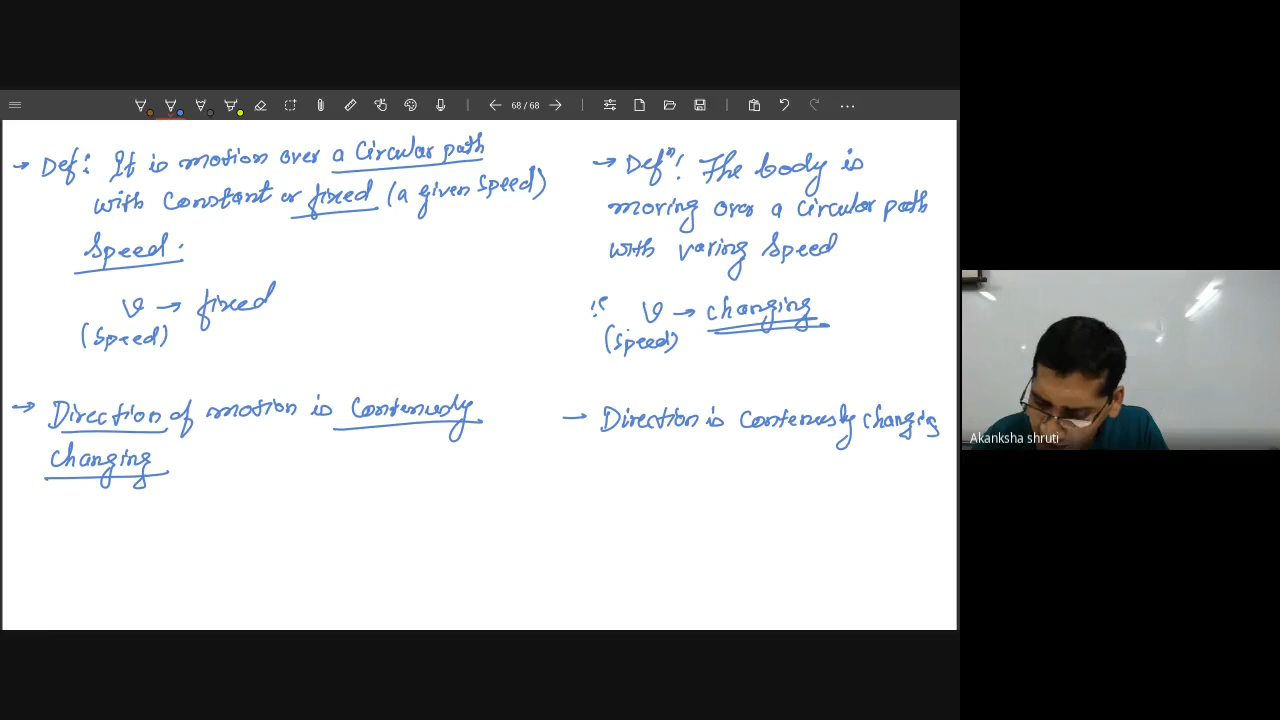 68 / 68
→ Def: It is motion over a Circular path
with Constant or fixed (a given speed)
Speed.
v → fixed
(Speed)
→ Direction of motion is Contenusly
changing
→ Defⁿ! The body is
moving over a circular path
with varing speed
v → changing
(speed)
→ Direction is Contenuesly changing
Akanksha shruti